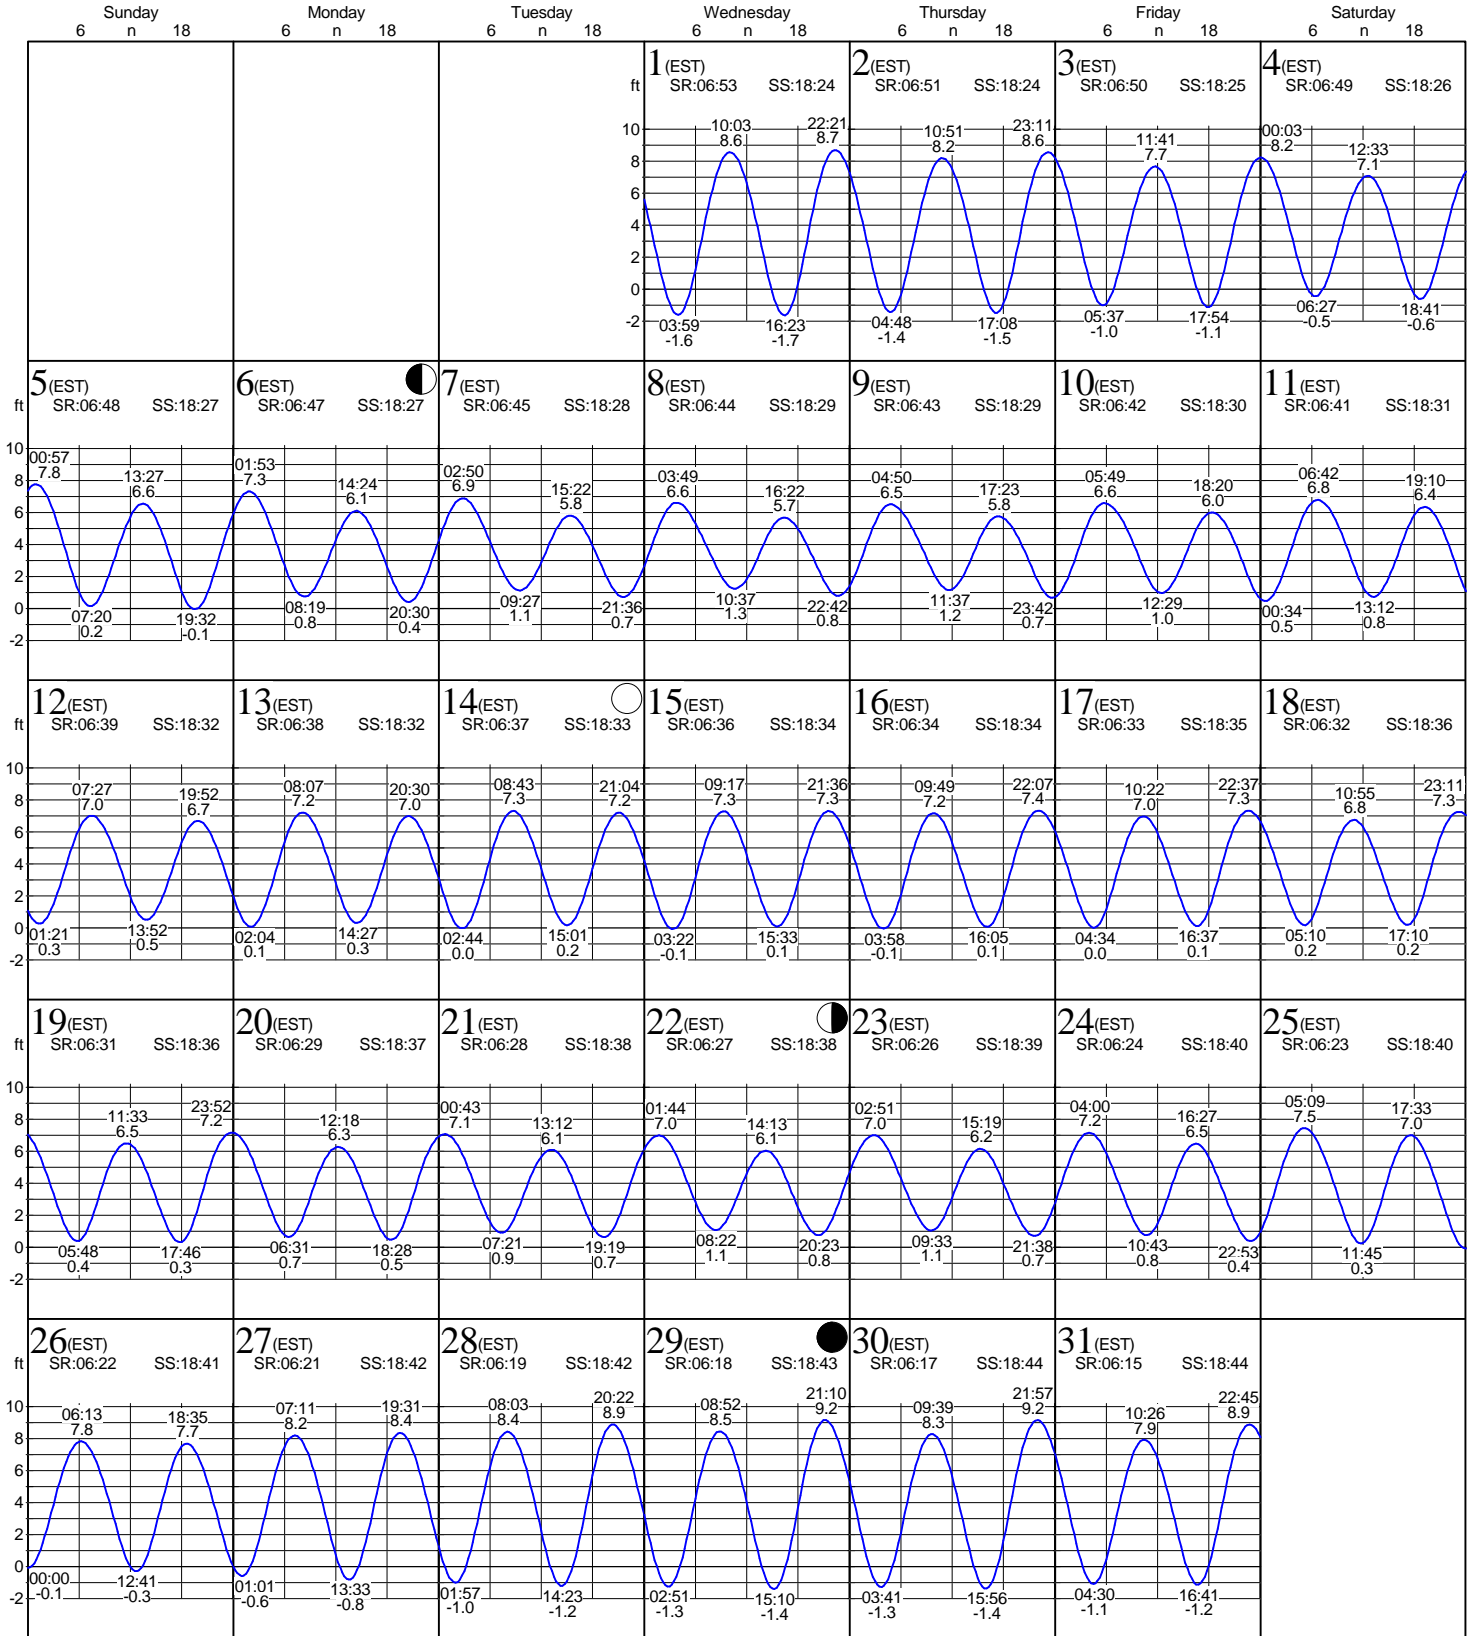 Sunday Monday Tuesday Wednesday Thursday Friday Saturday
6 n 18 6 n 18 6 n 18 6 n 18 6 n 18 6 n 18 6 n 18
1(EST) 2(EST) 3(EST) 4(EST)
ft SR:06:53 SS:18:24 SR:06:51 SS:18:24 SR:06:50 SS:18:25 SR:06:49 SS:18:26
10 8 6 4 2 0 -2
10:03 8.6 22:21 8.7 10:51 8.2 23:11 8.6 11:41 7.7 00:03 8.2 12:33 7.1
03:59 -1.6 16:23 -1.7 04:48 -1.4 17:08 -1.5 05:37 -1.0 17:54 -1.1 06:27 -0.5 18:41 -0.6
5(EST) 6(EST) 7(EST) 8(EST) 9(EST) 10(EST) 11(EST)
ft SR:06:48 SS:18:27 SR:06:47 SS:18:27 SR:06:45 SS:18:28 SR:06:44 SS:18:29 SR:06:43 SS:18:29 SR:06:42 SS:18:30 SR:06:41 SS:18:31
10 8 6 4 2 0 -2
00:57 7.8 13:27 6.6 01:53 7.3 14:24 6.1 02:50 6.9 15:22 5.8 03:49 6.6 16:22 5.7 04:50 6.5 17:23 5.8 05:49 6.6 18:20 6.0 06:42 6.8 19:10 6.4
07:20 0.2 19:32 -0.1 08:19 0.8 20:30 0.4 09:27 1.1 21:36 0.7 10:37 1.3 22:42 0.8 11:37 1.2 23:42 0.7 12:29 1.0 00:34 0.5 13:12 0.8
12(EST) 13(EST) 14(EST) 15(EST) 16(EST) 17(EST) 18(EST)
ft SR:06:39 SS:18:32 SR:06:38 SS:18:32 SR:06:37 SS:18:33 SR:06:36 SS:18:34 SR:06:34 SS:18:34 SR:06:33 SS:18:35 SR:06:32 SS:18:36
10 8 6 4 2 0 -2
07:27 7.0 19:52 6.7 08:07 7.2 20:30 7.0 08:43 7.3 21:04 7.2 09:17 7.3 21:36 7.3 09:49 7.2 22:07 7.4 10:22 7.0 22:37 7.3 10:55 6.8 23:11 7.3
01:21 0.3 13:52 0.5 02:04 0.1 14:27 0.3 02:44 0.0 15:01 0.2 03:22 -0.1 15:33 0.1 03:58 -0.1 16:05 0.1 04:34 0.0 16:37 0.1 05:10 0.2 17:10 0.2
19(EST) 20(EST) 21(EST) 22(EST) 23(EST) 24(EST) 25(EST)
ft SR:06:31 SS:18:36 SR:06:29 SS:18:37 SR:06:28 SS:18:38 SR:06:27 SS:18:38 SR:06:26 SS:18:39 SR:06:24 SS:18:40 SR:06:23 SS:18:40
10 8 6 4 2 0 -2
11:33 6.5 23:52 7.2 12:18 6.3 00:43 7.1 13:12 6.1 01:44 7.0 14:13 6.1 02:51 7.0 15:19 6.2 04:00 7.2 16:27 6.5 05:09 7.5 17:33 7.0
05:48 0.4 17:46 0.3 06:31 0.7 18:28 0.5 07:21 0.9 19:19 0.7 08:22 1.1 20:23 0.8 09:33 1.1 21:38 0.7 10:43 0.8 22:53 0.4 11:45 0.3
26(EST) 27(EST) 28(EST) 29(EST) 30(EST) 31(EST)
ft SR:06:22 SS:18:41 SR:06:21 SS:18:42 SR:06:19 SS:18:42 SR:06:18 SS:18:43 SR:06:17 SS:18:44 SR:06:15 SS:18:44
10 8 6 4 2 0 -2
06:13 7.8 18:35 7.7 07:11 8.2 19:31 8.4 08:03 8.4 20:22 8.9 08:52 8.5 21:10 9.2 09:39 8.3 21:57 9.2 10:26 7.9 22:45 8.9
00:00 -0.1 12:41 -0.3 01:01 -0.6 13:33 -0.8 01:57 -1.0 14:23 -1.2 02:51 -1.3 15:10 -1.4 03:41 -1.3 15:56 -1.4 04:30 -1.1 16:41 -1.2